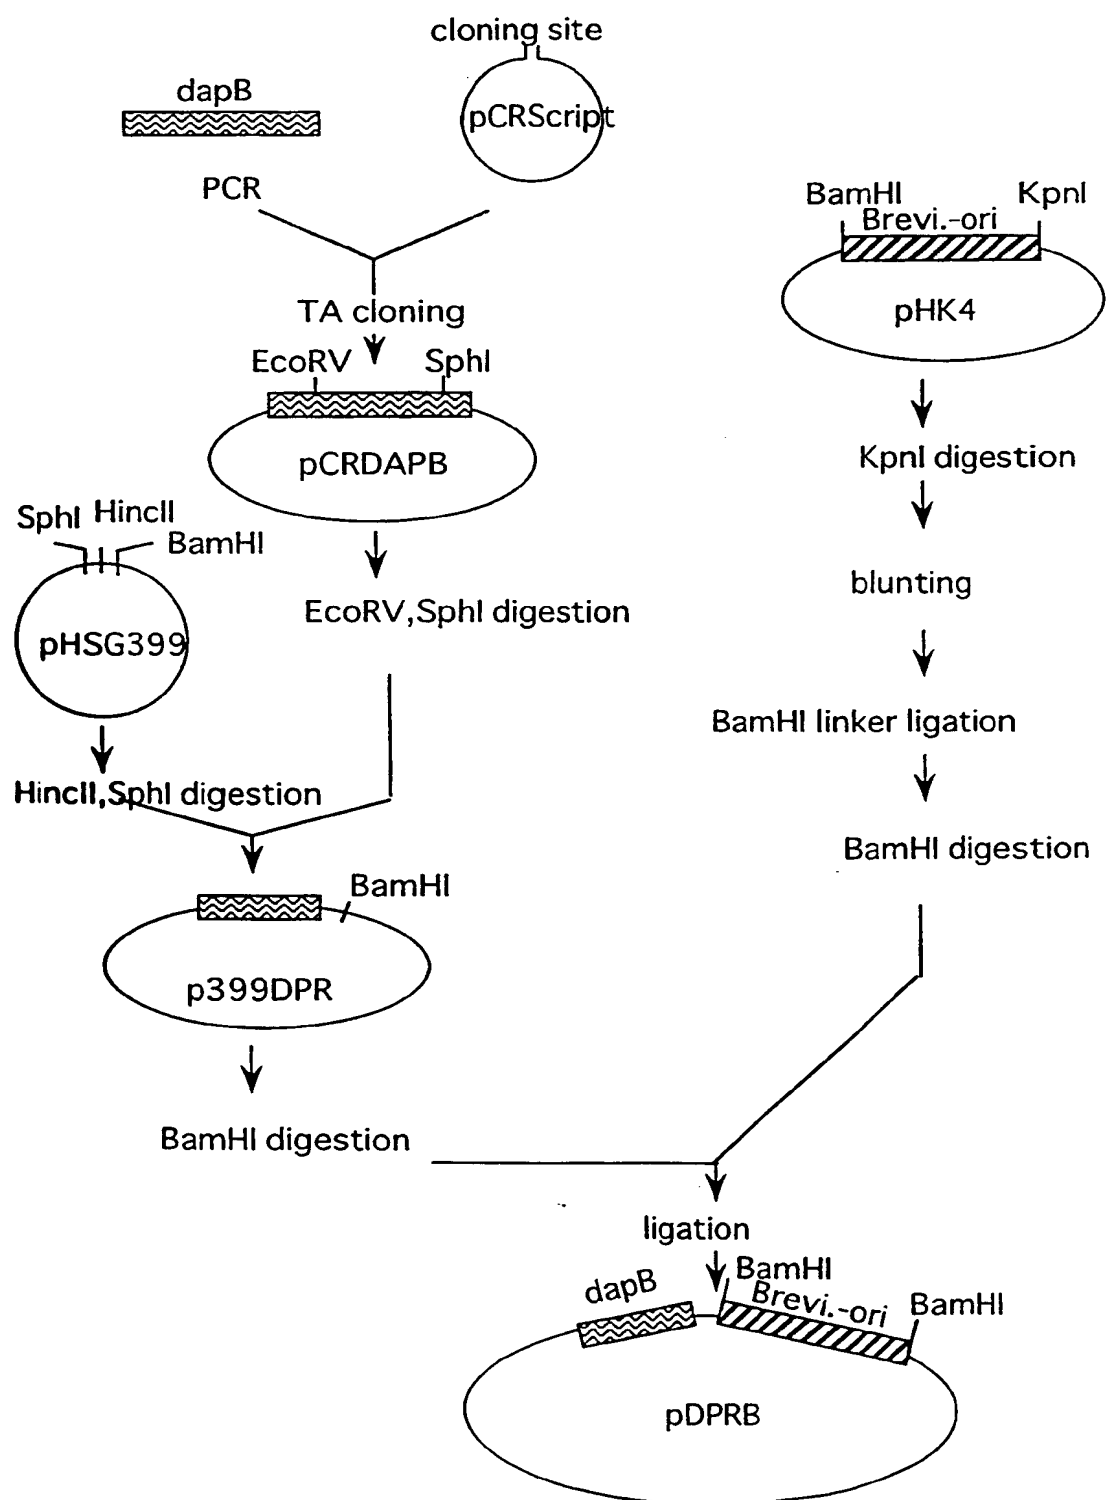 cloning site
dapB
pCRScript
PCR
BamHI
KpnI
Brevi.-ori
pHK4
TA cloning
EcoRV
SphI
pCRDAPB
KpnI digestion
SphI
HincII
BamHI
EcoRV,SphI digestion
blunting
pHSG399
BamHI linker ligation
HincII,SphI digestion
BamHI digestion
BamHI
p399DPR
BamHI digestion
ligation
dapB
BamHI
Brevi.-ori
BamHI
pDPRB